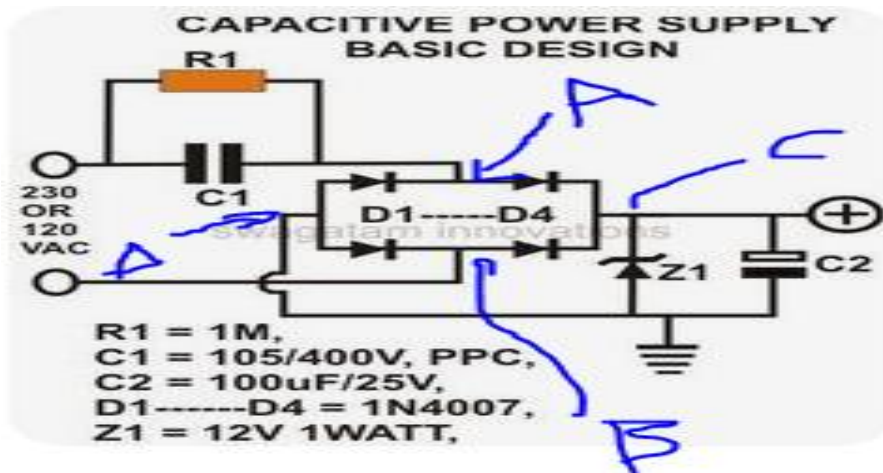 CAPACITIVE POWER SUPPLY
BASIC DESIGN
R1
A
C
C1
230
OR
120
VAC
D1-----D4
swagatam innovations
A
Z1
C2
R1 = 1M,
C1 = 105/400V, PPC,
C2 = 100uF/25V,
D1------D4 = 1N4007,
Z1 = 12V 1WATT,
B